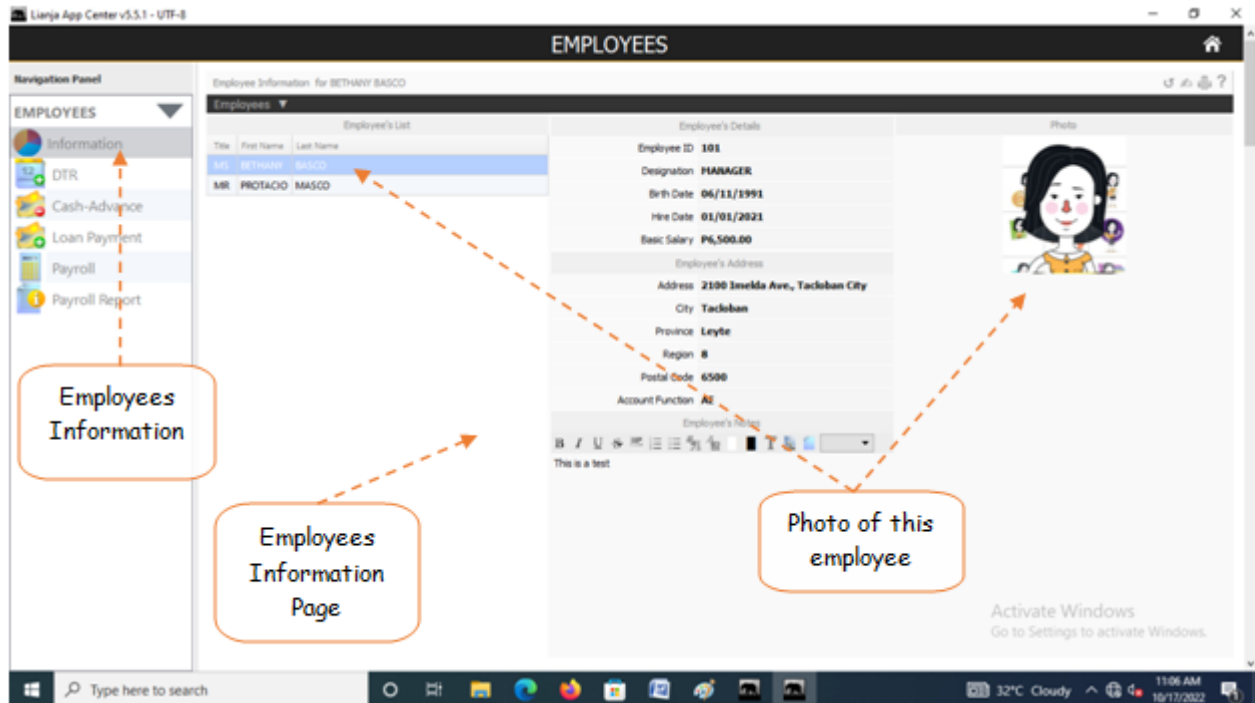 Lianja App Center v5.5.1 - UTF-8
EMPLOYEES
Navigation Panel
EMPLOYEES
Information
DTR
Cash-Advance
Loan Payment
Payroll
Payroll Report
Employee Information for BETHANY BASCO
Employees
Employee's List
Title First Name Last Name
MS BETHANY BASCO
MR PROTACIO MASCO
Employee's Details
Employee ID 101
Designation MANAGER
Birth Date 06/11/1991
Hire Date 01/01/2021
Basic Salary P6,500.00
Employee's Address
Address 2100 Imelda Ave., Tacloban City
City Tacloban
Province Leyte
Region 8
Postal Code 6500
Account Function
Employee's Notes
B I U
This is a test
Photo
Employees
Information
Employees
Information
Page
Photo of this
employee
Activate Windows
Go to Settings to activate Windows.
Type here to search
32°C Cloudy
11:06 AM
10/17/2022